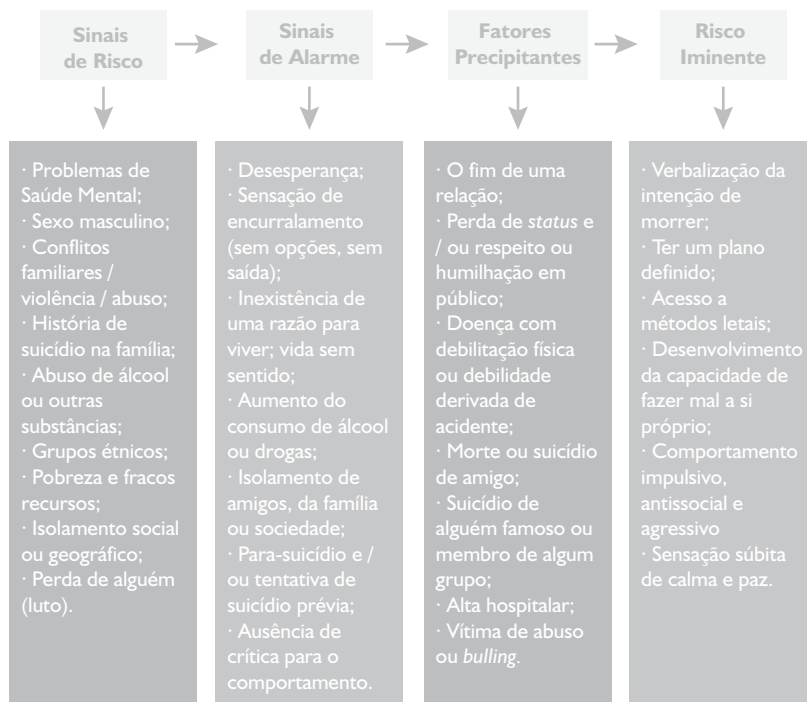 Sinais
de Risco
Sinais
de Alarme
Fatores
Precipitantes
Risco
Iminente
· Problemas de
Saúde Mental;
· Sexo masculino;
· Conflitos
familiares /
violência / abuso;
· História de
suicídio na família;
· Abuso de álcool
ou outras
substâncias;
· Grupos étnicos;
· Pobreza e fracos
recursos;
· Isolamento social
ou geográfico;
· Perda de alguém
(luto).
· Desesperança;
· Sensação de
encurralamento
(sem opções, sem
saída);
· Inexistência de
uma razão para
viver; vida sem
sentido;
· Aumento do
consumo de álcool
ou drogas;
· Isolamento de
amigos, da família
ou sociedade;
· Para-suicídio e /
ou tentativa de
suicídio prévia;
· Ausência de
crítica para o
comportamento.
· O fim de uma
relação;
· Perda de status e
/ ou respeito ou
humilhação em
público;
· Doença com
debilitação física
ou debilidade
derivada de
acidente;
· Morte ou suicídio
de amigo;
· Suicídio de
alguém famoso ou
membro de algum
grupo;
· Alta hospitalar;
· Vítima de abuso
ou bulling.
· Verbalização da
intenção de
morrer;
· Ter um plano
definido;
· Acesso a
métodos letais;
· Desenvolvimento
da capacidade de
fazer mal a si
próprio;
· Comportamento
impulsivo,
antissocial e
agressivo
· Sensação súbita
de calma e paz.